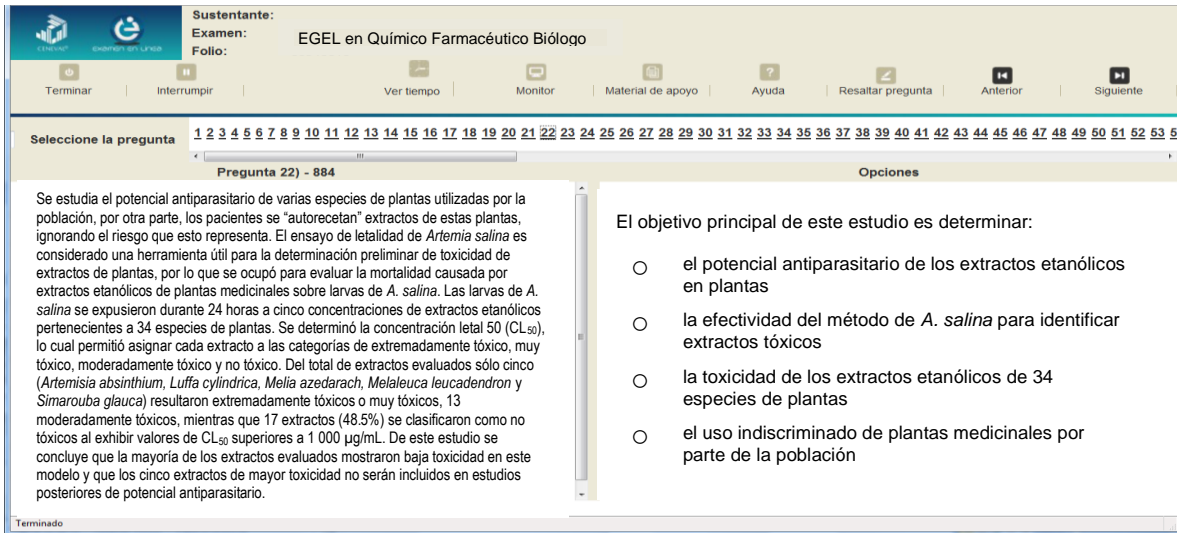 Sustentante:
Examen:
EGEL en Químico Farmacéutico Biólogo
Folio:
CENEVAL
examen en línea
Terminar
Interrumpir
Ver tiempo
Monitor
Material de apoyo
Ayuda
Resaltar pregunta
Anterior
Siguiente
Seleccione la pregunta
1 2 3 4 5 6 7 8 9 10 11 12 13 14 15 16 17 18 19 20 21 22 23 24 25 26 27 28 29 30 31 32 33 34 35 36 37 38 39 40 41 42 43 44 45 46 47 48 49 50 51 52 53 5
Pregunta 22) - 884
Se estudia el potencial antiparasitario de varias especies de plantas utilizadas por la
población, por otra parte, los pacientes se “autorecetan” extractos de estas plantas,
ignorando el riesgo que esto representa. El ensayo de letalidad de Artemia salina es
considerado una herramienta útil para la determinación preliminar de toxicidad de
extractos de plantas, por lo que se ocupó para evaluar la mortalidad causada por
extractos etanólicos de plantas medicinales sobre larvas de A. salina. Las larvas de A.
salina se expusieron durante 24 horas a cinco concentraciones de extractos etanólicos
pertenecientes a 34 especies de plantas. Se determinó la concentración letal 50 (CL50),
lo cual permitió asignar cada extracto a las categorías de extremadamente tóxico, muy
tóxico, moderadamente tóxico y no tóxico. Del total de extractos evaluados sólo cinco
(Artemisia absinthium, Luffa cylindrica, Melia azedarach, Melaleuca leucadendron y
Simarouba glauca) resultaron extremadamente tóxicos o muy tóxicos, 13
moderadamente tóxicos, mientras que 17 extractos (48.5%) se clasificaron como no
tóxicos al exhibir valores de CL50 superiores a 1 000 µg/mL. De este estudio se
concluye que la mayoría de los extractos evaluados mostraron baja toxicidad en este
modelo y que los cinco extractos de mayor toxicidad no serán incluidos en estudios
posteriores de potencial antiparasitario.
Opciones
El objetivo principal de este estudio es determinar:
el potencial antiparasitario de los extractos etanólicos
en plantas
la efectividad del método de A. salina para identificar
extractos tóxicos
la toxicidad de los extractos etanólicos de 34
especies de plantas
el uso indiscriminado de plantas medicinales por
parte de la población
Terminado